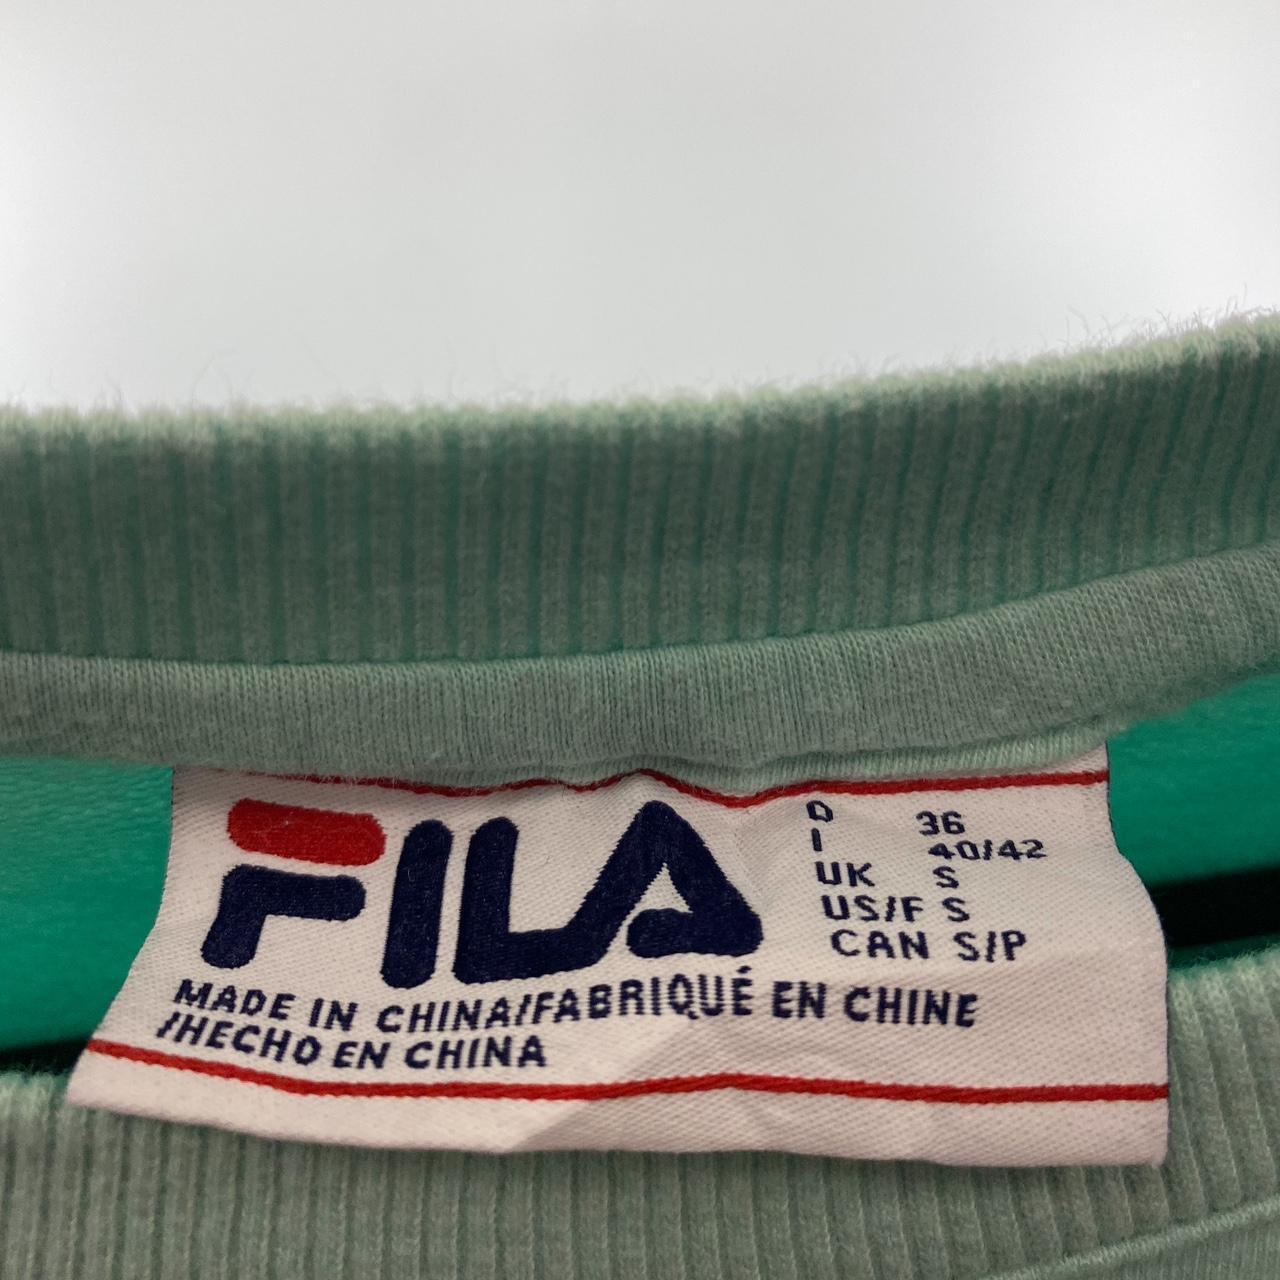 FILA
D 36
I 40/42
UK S
US/F S
CAN S/P
MADE IN CHINA/FABRIQUÉ EN CHINE
/HECHO EN CHINA